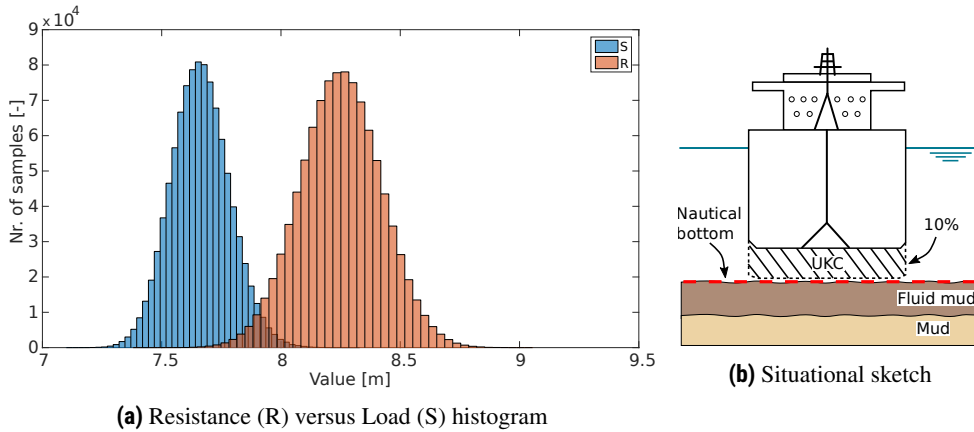 ×10⁴
9
8
7
6
5
4
3
2
1
0
Nr. of samples [-]
7
7.5
8
8.5
9
9.5
Value [m]
S
R
(a) Resistance (R) versus Load (S) histogram
Nautical
bottom
10%
UKC
Fluid mud
Mud
(b) Situational sketch